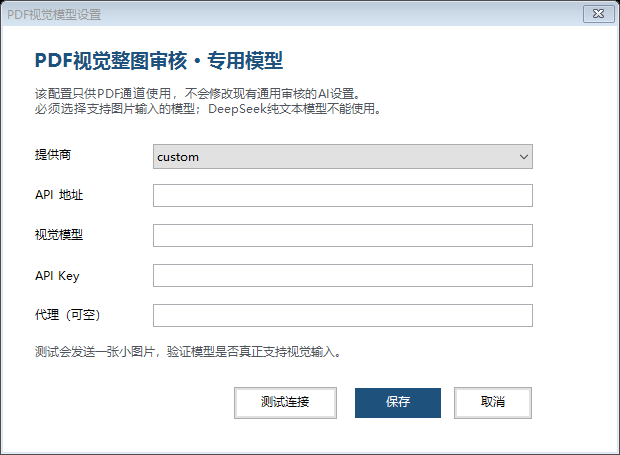 PDF视觉模型设置
PDF视觉整图审核·专用模型
该配置只供PDF通道使用，不会修改现有通用审核的AI设置。
必须选择支持图片输入的模型；DeepSeek纯文本模型不能使用。
提供商
custom
API 地址
视觉模型
API Key
代理（可空）
测试会发送一张小图片，验证模型是否真正支持视觉输入。
测试连接
保存
取消